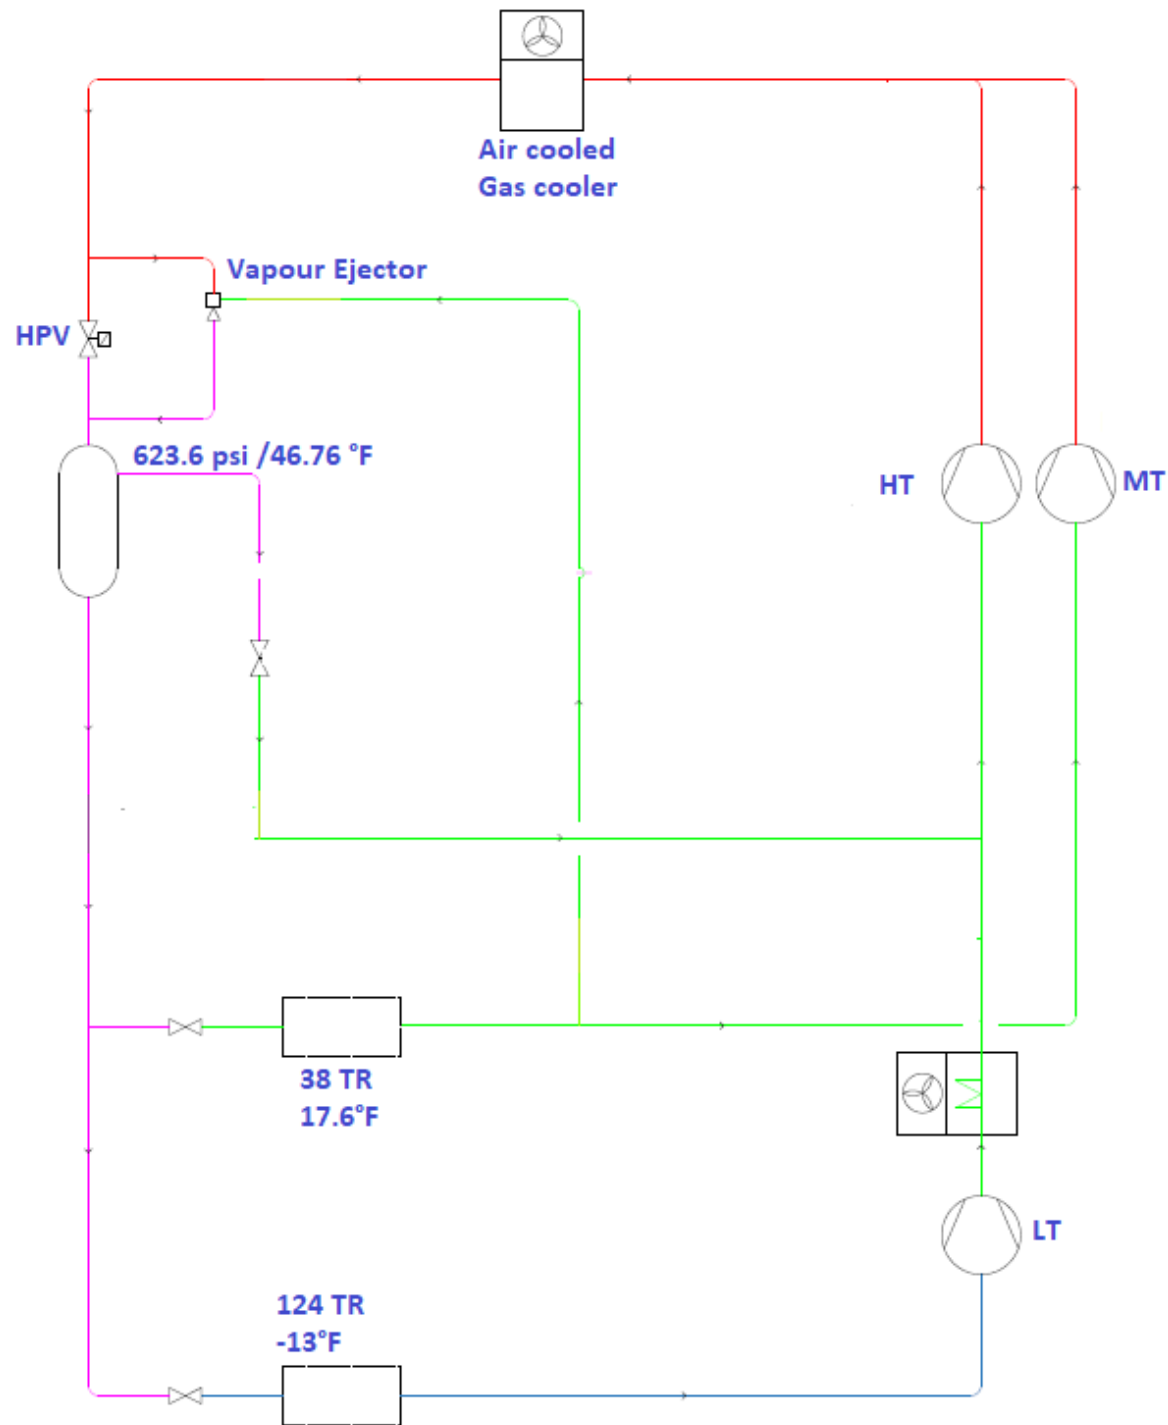 Air cooled
Gas cooler
Vapour Ejector
HPV
623.6 psi /46.76 °F
HT
MT
38 TR
17.6°F
LT
124 TR
-13°F